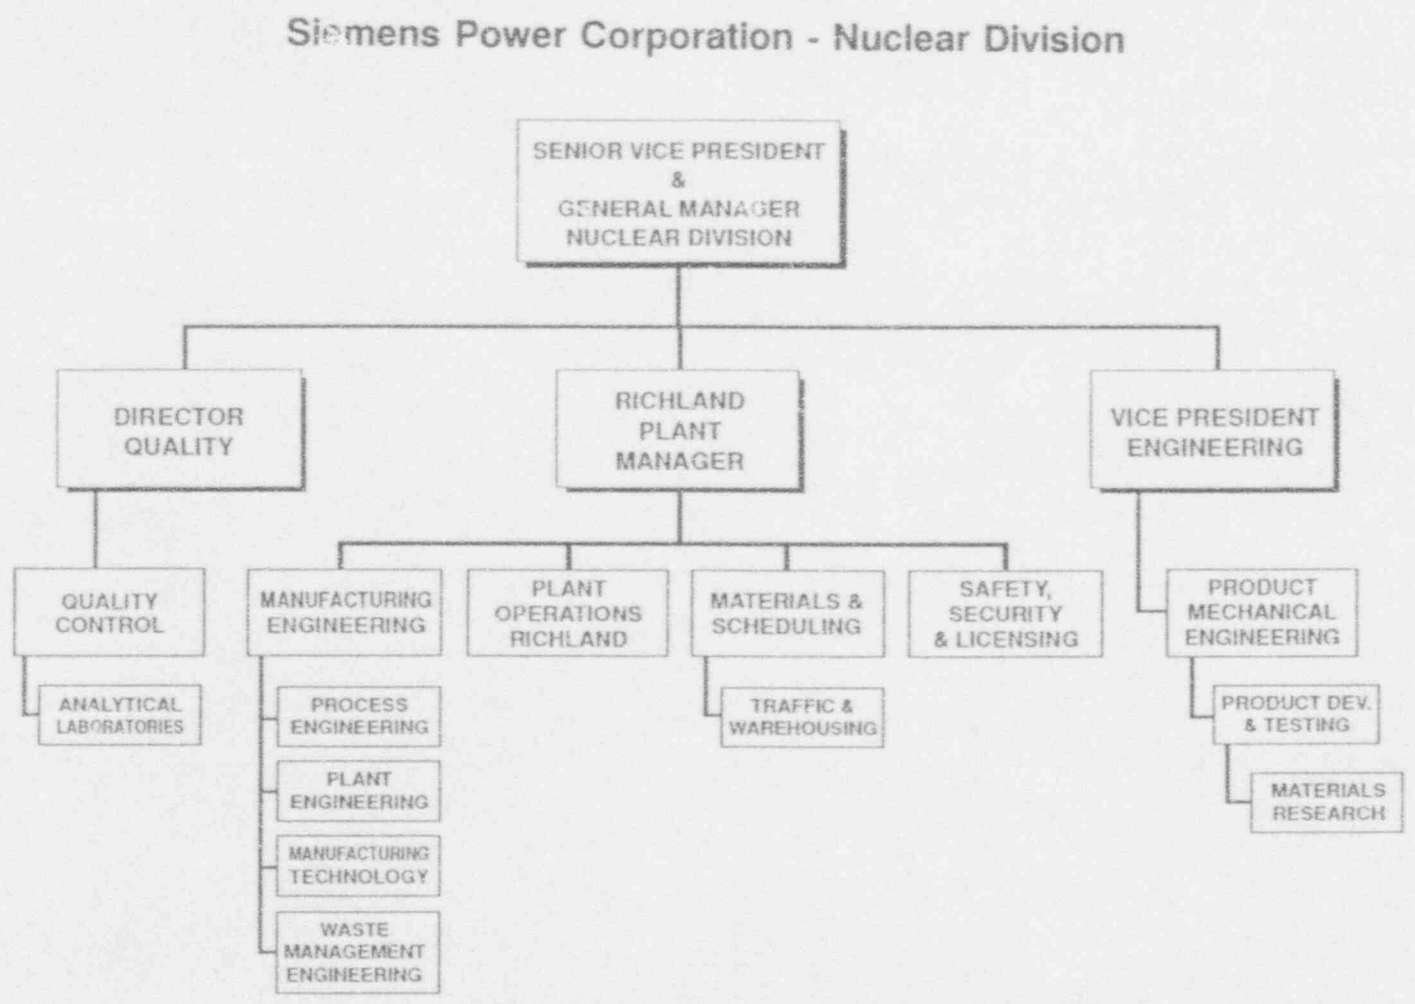 Siemens Power Corporation - Nuclear Division
SENIOR VICE PRESIDENT
&
GENERAL MANAGER
NUCLEAR DIVISION
DIRECTOR
QUALITY
RICHLAND
PLANT
MANAGER
VICE PRESIDENT
ENGINEERING
QUALITY
CONTROL
MANUFACTURING
ENGINEERING
PLANT
OPERATIONS
RICHLAND
MATERIALS &
SCHEDULING
SAFETY,
SECURITY
& LICENSING
PRODUCT
MECHANICAL
ENGINEERING
ANALYTICAL
LABORATORIES
PROCESS
ENGINEERING
PLANT
ENGINEERING
MANUFACTURING
TECHNOLOGY
WASTE
MANAGEMENT
ENGINEERING
TRAFFIC &
WAREHOUSING
PRODUCT DEV.
& TESTING
MATERIALS
RESEARCH